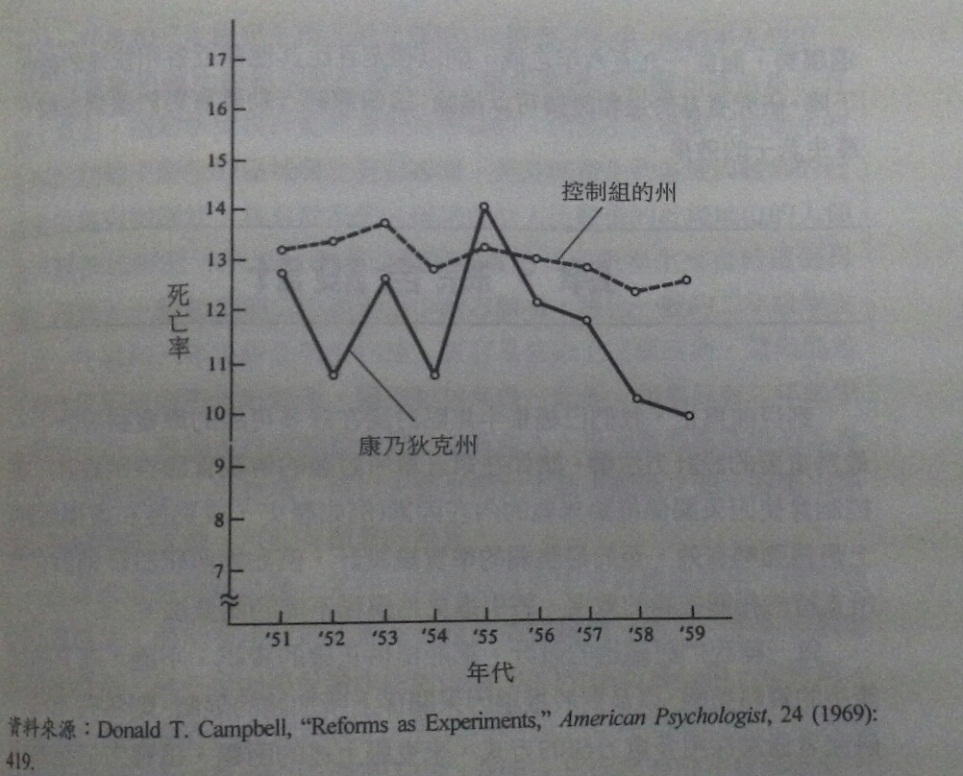 17
16
15
14
13
12
11
10
9
8
7
死亡率
控制組的州
康乃狄克州
'51 '52 '53 '54 '55 '56 '57 '58 '59
年代
資料來源：Donald T. Campbell, “Reforms as Experiments,” American Psychologist, 24 (1969):
419.